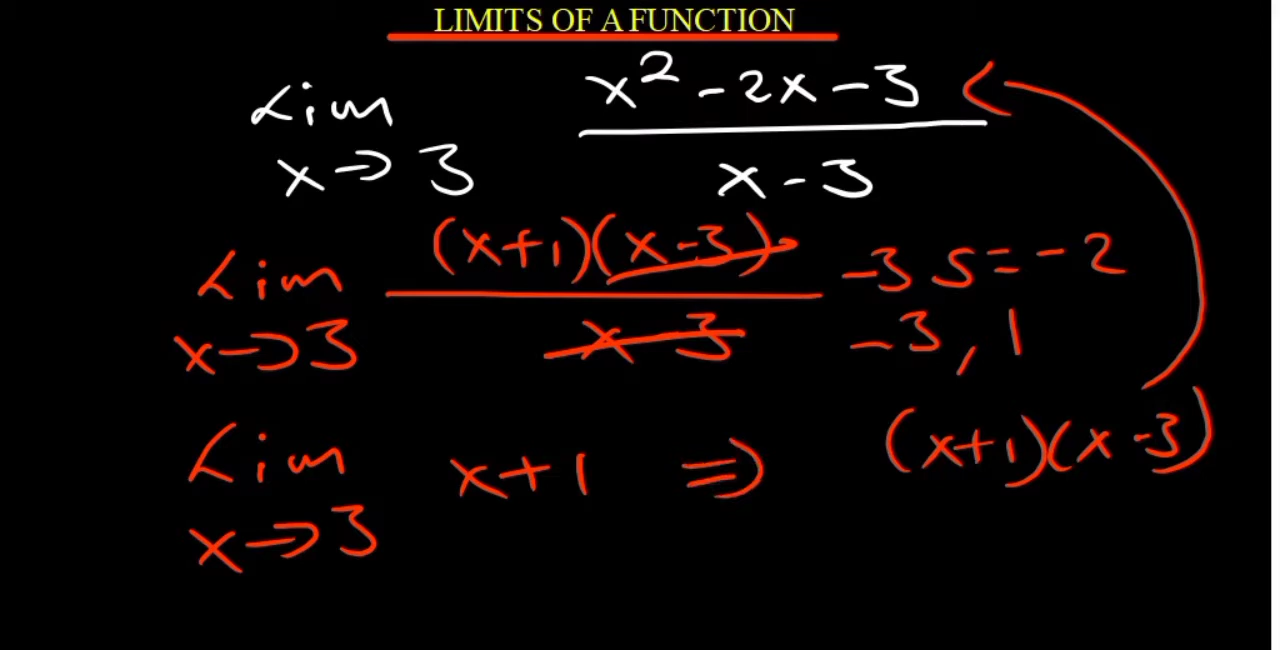 LIMITS OF A FUNCTION
Lim x→3 x² - 2x - 3
x - 3
Lim x→3 (x+1)(x-3)
x - 3
-3 S = -2
-3, 1
(x+1)(x-3)
Lim x→3 x+1 ⇒